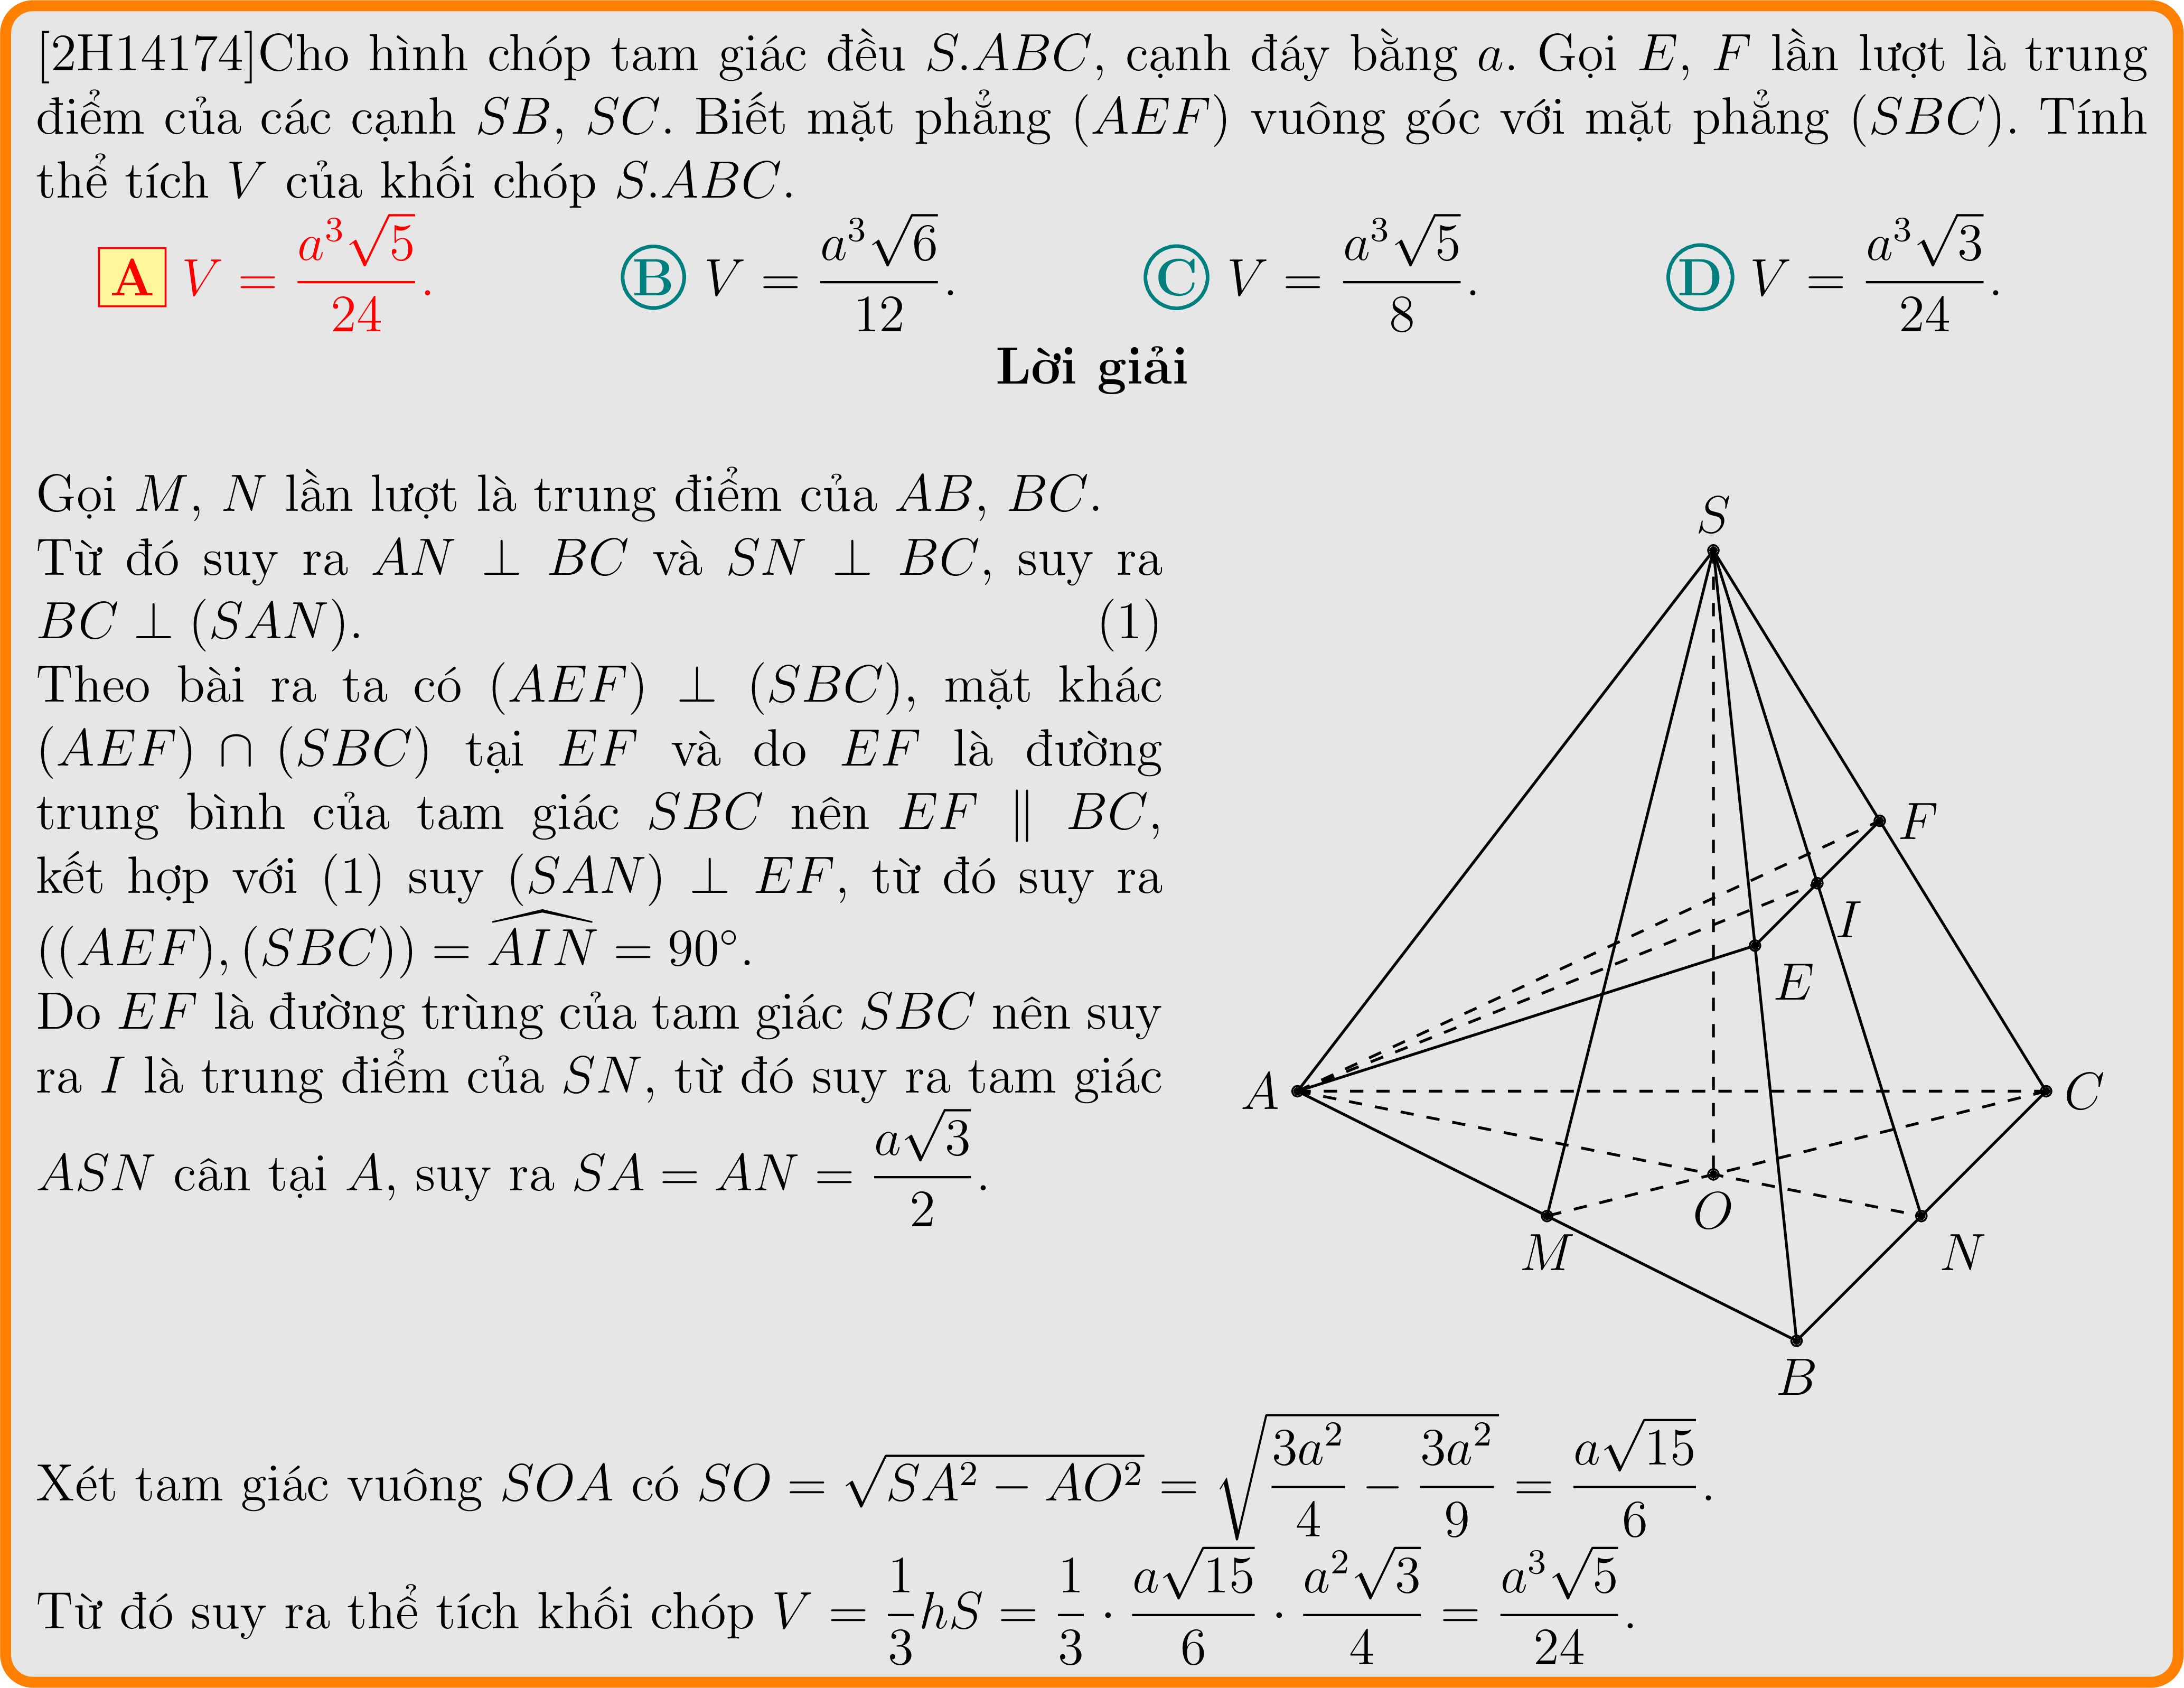 [2H14174]Cho hình chóp tam giác đều S.ABC, cạnh đáy bằng a. Gọi E, F lần lượt là trung
điểm của các cạnh SB, SC. Biết mặt phẳng (AEF) vuông góc với mặt phẳng (SBC). Tính
thể tích V của khối chóp S.ABC.
A V = \frac{a^3\sqrt{5}}{24}. B V = \frac{a^3\sqrt{6}}{12}. C V = \frac{a^3\sqrt{5}}{8}. D V = \frac{a^3\sqrt{3}}{24}.
Lời giải
Gọi M, N lần lượt là trung điểm của AB, BC.
Từ đó suy ra AN ⊥ BC và SN ⊥ BC, suy ra
BC ⊥ (SAN). (1)
Theo bài ra ta có (AEF) ⊥ (SBC), mặt khác
(AEF) ∩ (SBC) tại EF và do EF là đường
trung bình của tam giác SBC nên EF ∥ BC,
kết hợp với (1) suy (SAN) ⊥ EF, từ đó suy ra
((AEF), (SBC)) = \widehat{AIN} = 90°.
Do EF là đường trùng của tam giác SBC nên suy
ra I là trung điểm của SN, từ đó suy ra tam giác
ASN cân tại A, suy ra SA = AN = \frac{a\sqrt{3}}{2}.
S
F
I
E
A
C
O
M
N
B
Xét tam giác vuông SOA có SO = \sqrt{SA^2 − AO^2} = \sqrt{\frac{3a^2}{4} − \frac{3a^2}{9}} = \frac{a\sqrt{15}}{6}.
Từ đó suy ra thể tích khối chóp V = \frac{1}{3}hS = \frac{1}{3} · \frac{a\sqrt{15}}{6} · \frac{a^2\sqrt{3}}{4} = \frac{a^3\sqrt{5}}{24}.